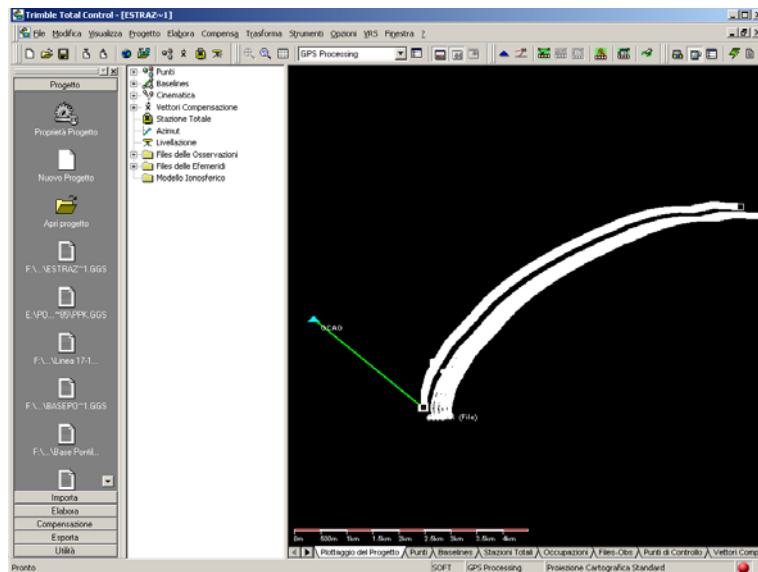 Trimble Total Control - [ESTRAZ~1]
File Modifica Visualizza Progetto Elabora Compensa Trasforma Strumenti Opzioni VRS Finestra ?
GPS Processing
Progetto
Proprietà Progetto
Nuovo Progetto
Apri progetto
F:\...\ESTRAZ~1.GGS
E:\PO...~89\PPK.GGS
F:\...\Linea 17-1...
F:\...\BASEPO~1.GGS
F:\...\Base Pontil...
Importa
Elabora
Compensazione
Esporta
Utilità
Punti
Baselines
Cinematica
Vettori Compensazione
Stazione Totale
Azimut
Livellazione
Files delle Osservazioni
Files delle Efemeridi
Modello Ionosferico
(File)
0m 500m 1km 1.5km 2km 2.5km 3km 3.5km 4km
Plottaggio del Progetto Punti Baselines Stazioni Totali Occupazioni Files-Obs Punti di Controllo Vettori Comp
Pronto
SOFT GPS Processing Proiezione Cartografica Standard